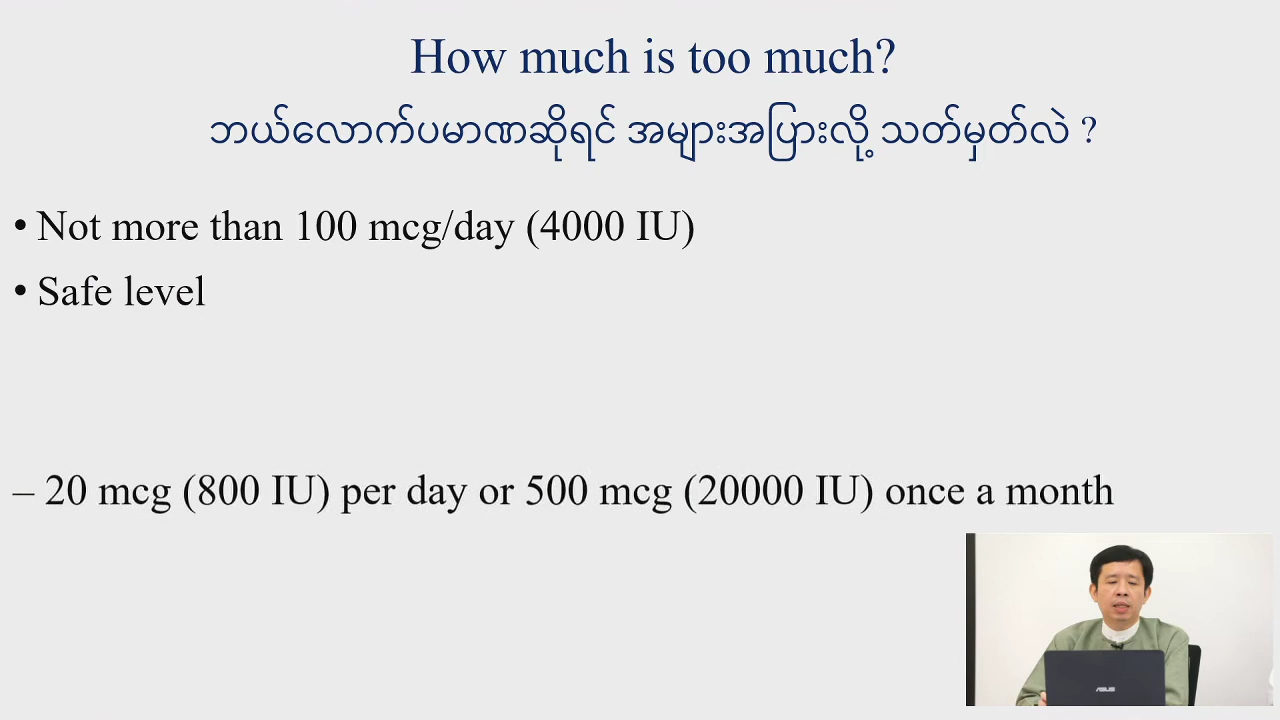 How much is too much?
ဘယ်လောက်ပမာဏဆိုရင် အများအပြားလို့ သတ်မှတ်လဲ ?
• Not more than 100 mcg/day (4000 IU)
• Safe level
– 20 mcg (800 IU) per day or 500 mcg (20000 IU) once a month
ASUS